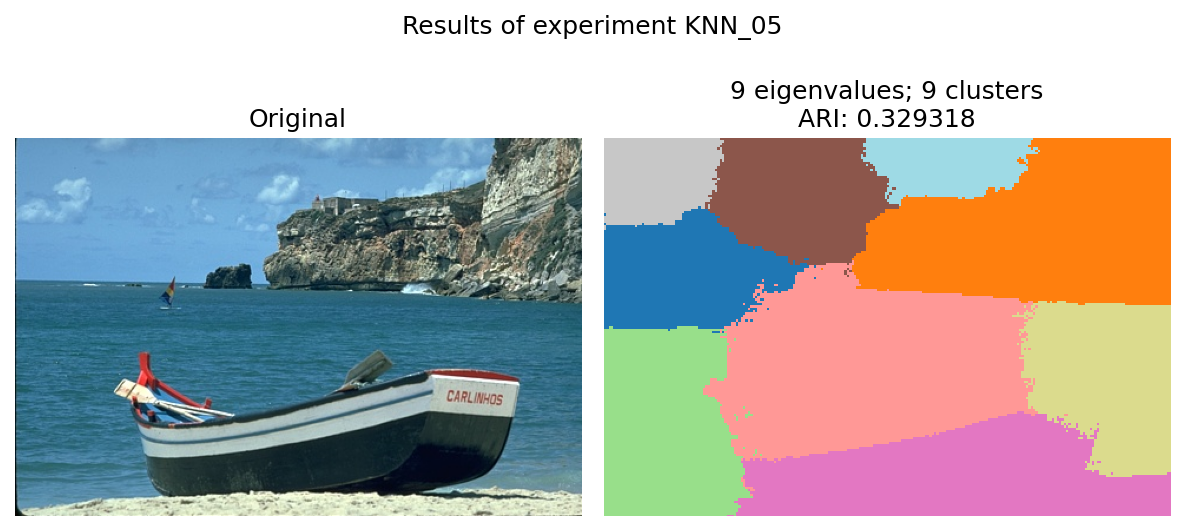 Results of experiment KNN_05
Original
9 eigenvalues; 9 clusters
ARI: 0.329318
CARLINHOS